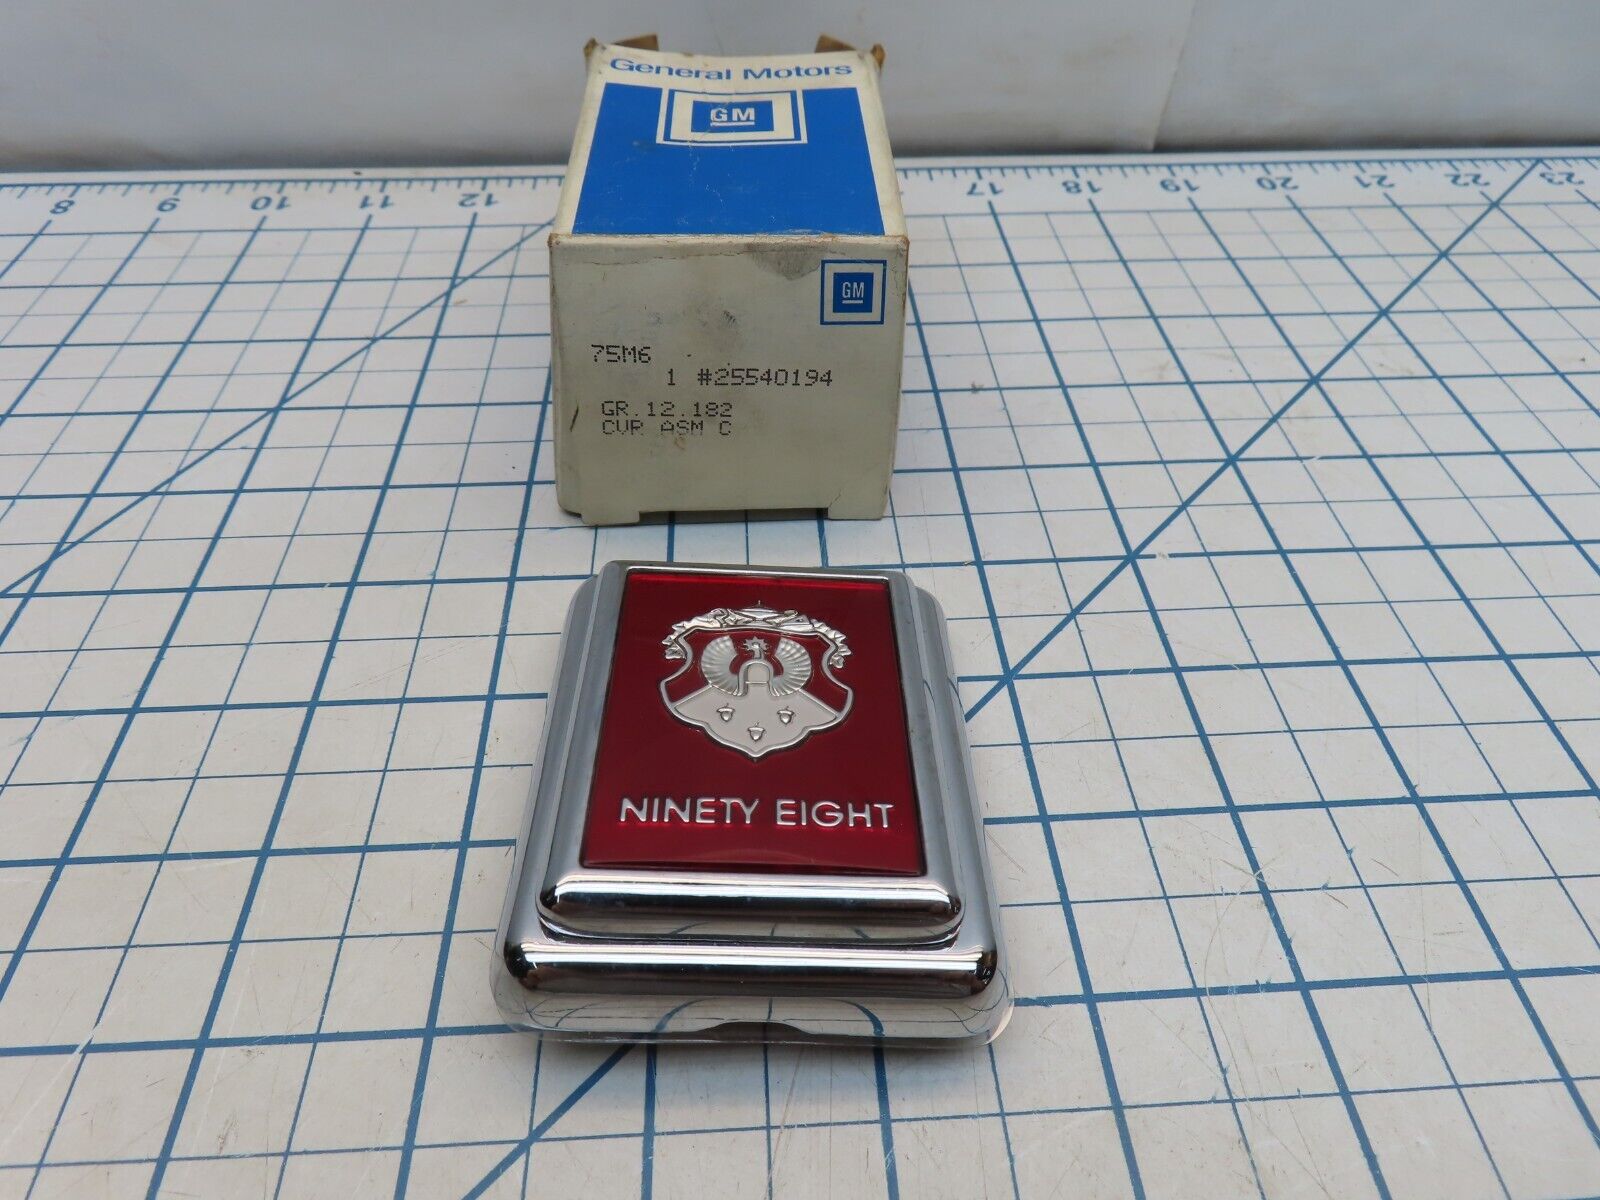 General Motors
GM
8 9 10 11 12 17 18 19 20 21 22 23
GM
75M6
1 #25540194
GR.12.182
CVR ASM C
NINETY EIGHT